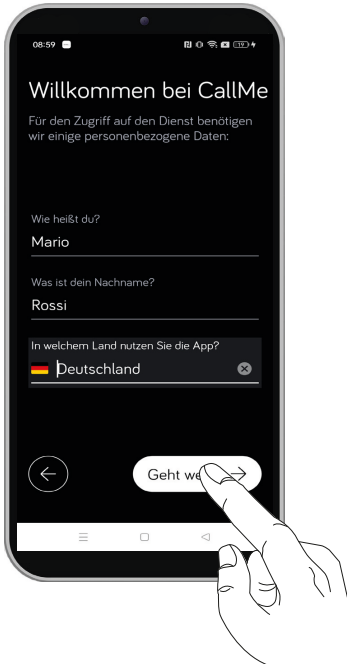 08:59 19
Willkommen bei CallMe
Für den Zugriff auf den Dienst benötigen
wir einige personenbezogene Daten:
Wie heißt du?
Mario
Was ist dein Nachname?
Rossi
In welchem Land nutzen Sie die App?
Deutschland
Geht we